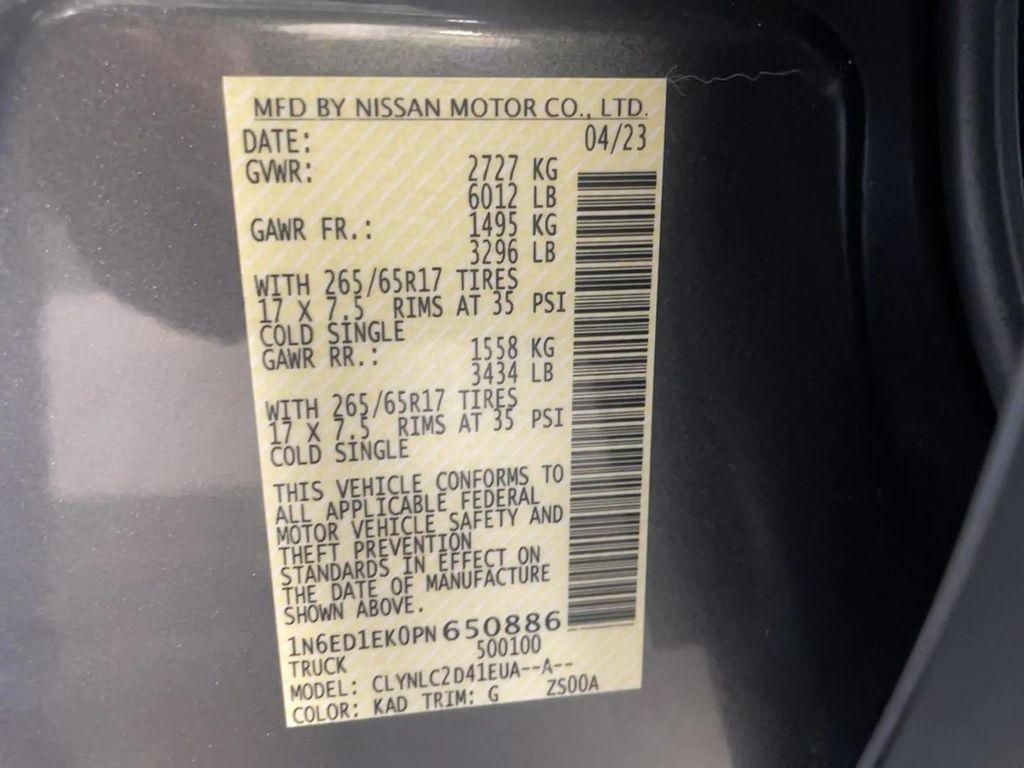 MFD BY NISSAN MOTOR CO., LTD.
DATE: 04/23
GVWR: 2727 KG
6012 LB
GAWR FR.: 1495 KG
3296 LB
WITH 265/65R17 TIRES
17 X 7.5 RIMS AT 35 PSI
COLD SINGLE
GAWR RR.: 1558 KG
3434 LB
WITH 265/65R17 TIRES
17 X 7.5 RIMS AT 35 PSI
COLD SINGLE
THIS VEHICLE CONFORMS TO
ALL APPLICABLE FEDERAL
MOTOR VEHICLE SAFETY AND
THEFT PREVENTION
STANDARDS IN EFFECT ON
THE DATE OF MANUFACTURE
SHOWN ABOVE.
1N6ED1EK0PN650886
TRUCK 500100
MODEL: CLYNLC2D41EUA--A--
COLOR: KAD TRIM: G ZS00A